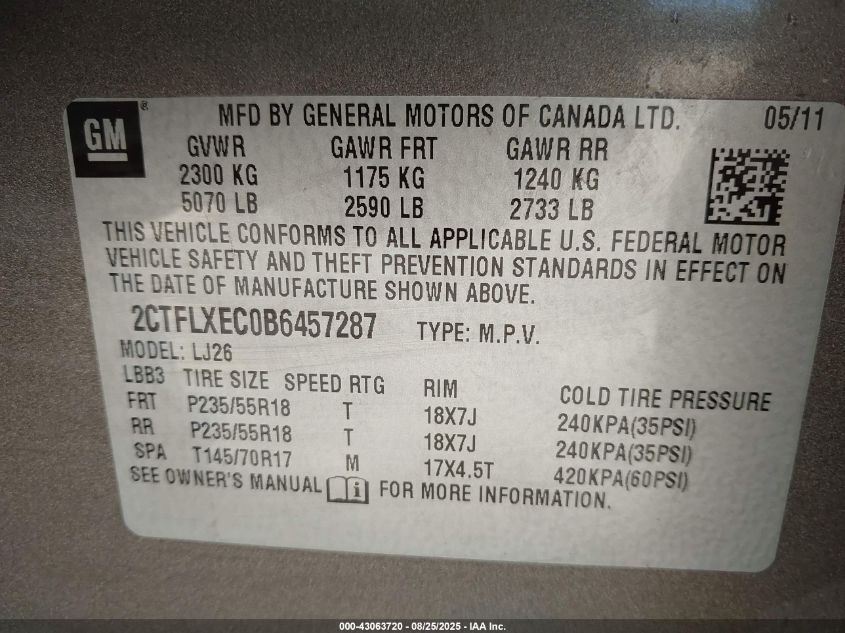 GM ® MFD BY GENERAL MOTORS OF CANADA LTD. 05/11
GVWR GAWR FRT GAWR RR
2300 KG 1175 KG 1240 KG
5070 LB 2590 LB 2733 LB
THIS VEHICLE CONFORMS TO ALL APPLICABLE U.S. FEDERAL MOTOR
VEHICLE SAFETY AND THEFT PREVENTION STANDARDS IN EFFECT ON
THE DATE OF MANUFACTURE SHOWN ABOVE.
2CTFLXEC0B6457287 TYPE: M.P.V.
MODEL: LJ26
LBB3 TIRE SIZE SPEED RTG RIM COLD TIRE PRESSURE
FRT P235/55R18 T 18X7J 240KPA(35PSI)
RR P235/55R18 T 18X7J 240KPA(35PSI)
SPA T145/70R17 M 17X4.5T 420KPA(60PSI)
SEE OWNER'S MANUAL FOR MORE INFORMATION.
000-43063720 - 08/25/2025 - IAA Inc.